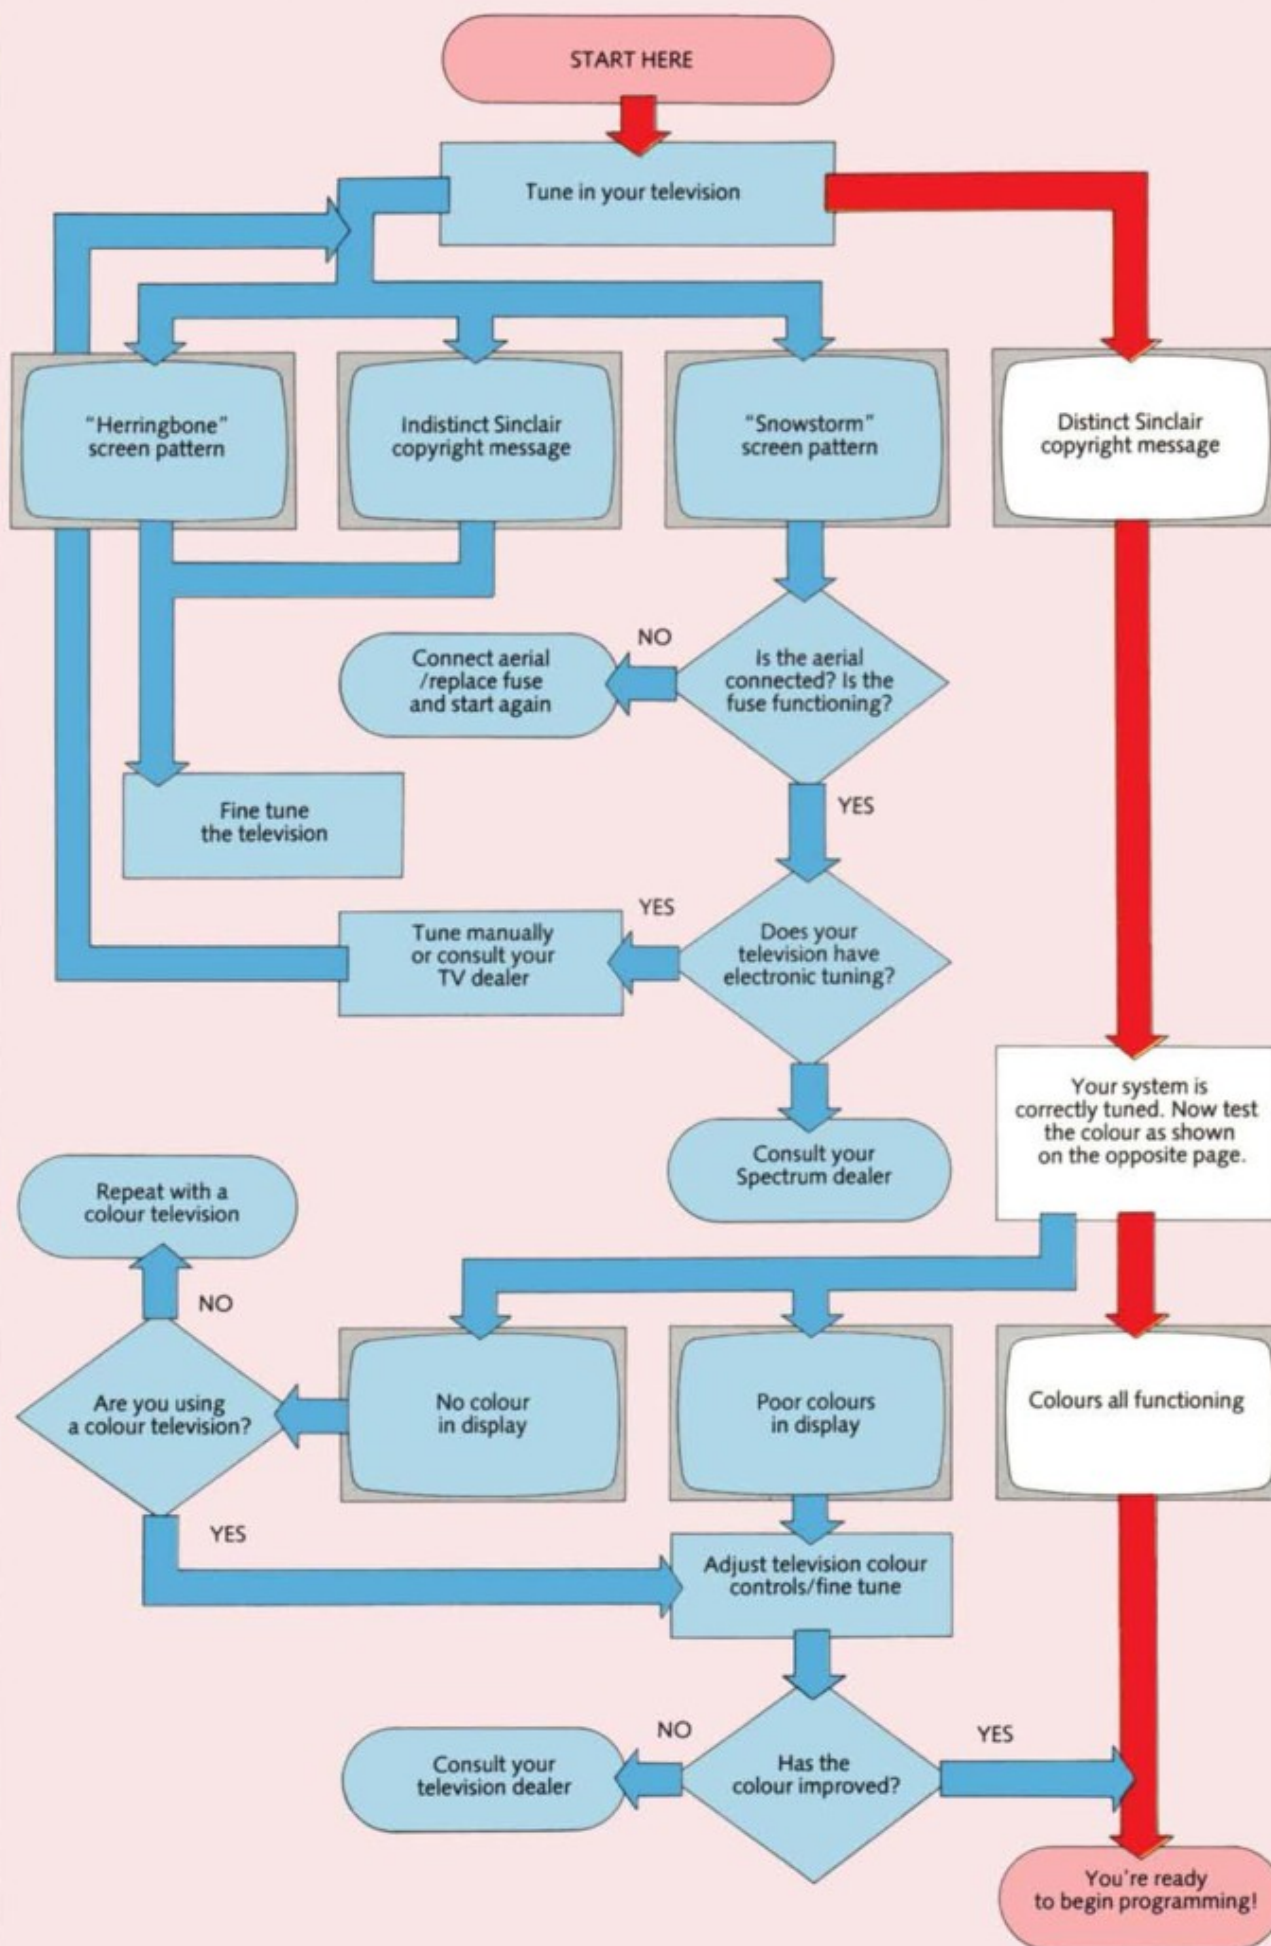 START HERE
Tune in your television
"Herringbone"
screen pattern
Indistinct Sinclair
copyright message
"Snowstorm"
screen pattern
Distinct Sinclair
copyright message
NO
Connect aerial
/replace fuse
and start again
Is the aerial
connected? Is the
fuse functioning?
YES
Fine tune
the television
YES
Tune manually
or consult your
TV dealer
Does your
television have
electronic tuning?
Your system is
correctly tuned. Now test
the colour as shown
on the opposite page.
Consult your
Spectrum dealer
Repeat with a
colour television
NO
Are you using
a colour television?
No colour
in display
Poor colours
in display
Colours all functioning
YES
Adjust television colour
controls/fine tune
NO
Consult your
television dealer
Has the
colour improved?
YES
You're ready
to begin programming!